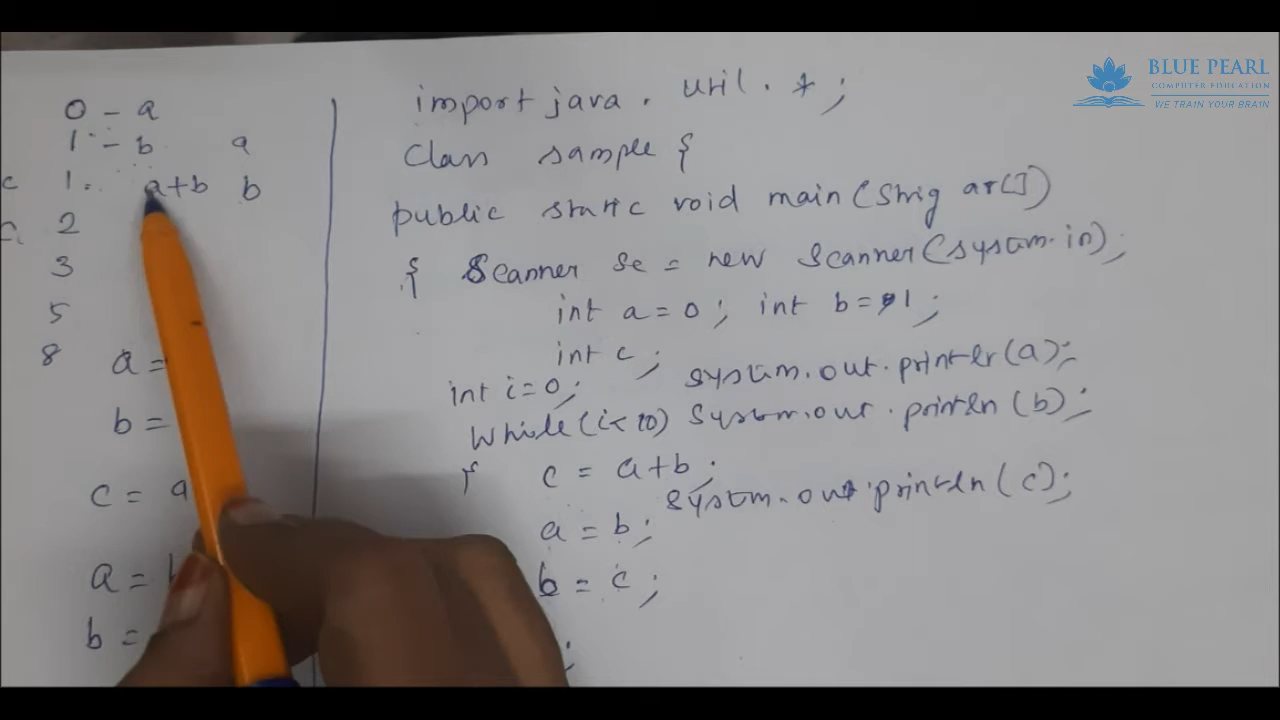 BLUE PEARL
COMPUTER EDUCATION
WE TRAIN YOUR BRAIN
0 - a
1 - b a
c 1. a+b b
2
3
5
8
a =
b =
c = a
a = b
b =
import java . util . * ;
Class sample {
public static void main (Strig ar[])
{ Scanner sc = new Scanner (system.in);
int a = 0 ; int b = 1 ;
int c ;
int i = 0 ; system.out.println(a);
While (i < 10) System.out.println (b);
{ c = a+b ;
system.out.println (c);
a = b ;
b = c ;
;